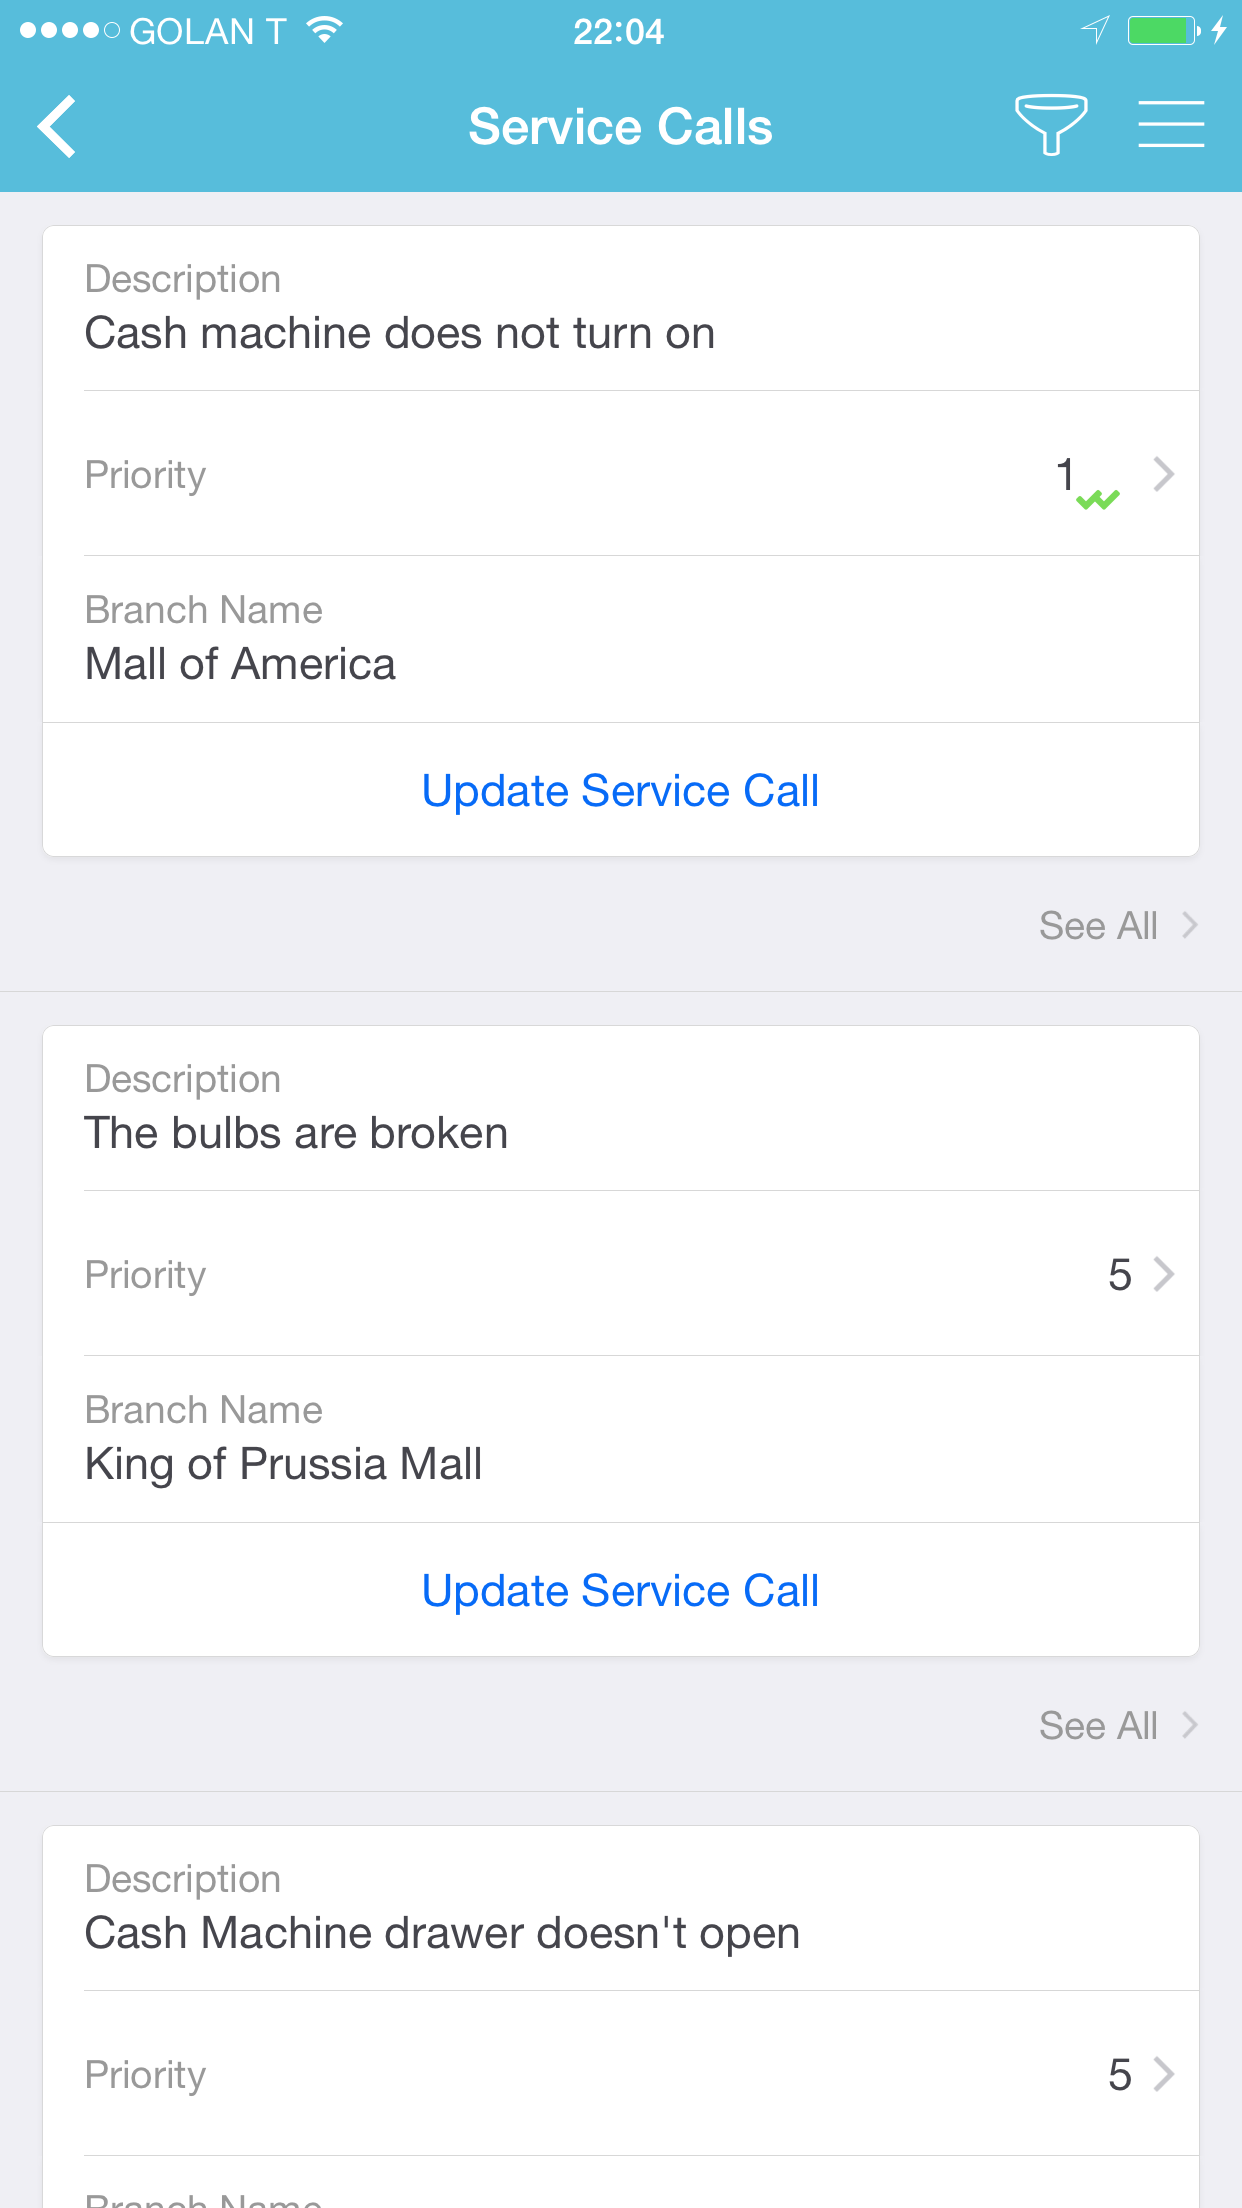 GOLAN T
22:04
Service Calls
Description
Cash machine does not turn on
Priority
1
Branch Name
Mall of America
Update Service Call
See All
Description
The bulbs are broken
Priority
5
Branch Name
King of Prussia Mall
Update Service Call
See All
Description
Cash Machine drawer doesn't open
Priority
5
Branch Name